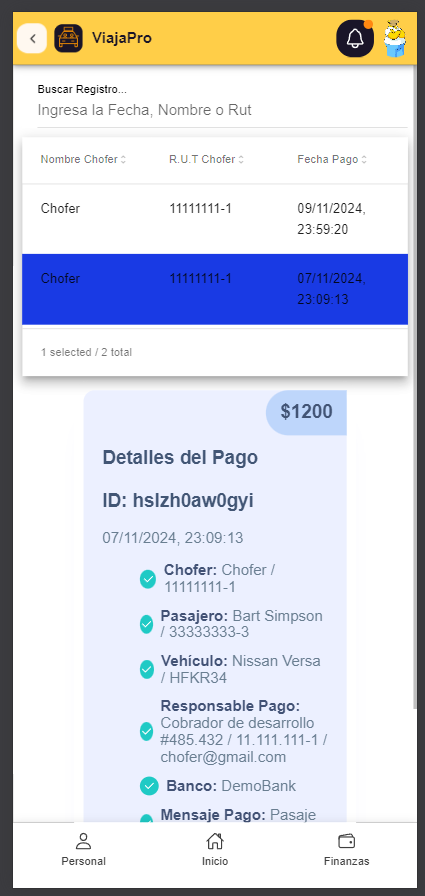 ViajaPro
Buscar Registro...
Ingresa la Fecha, Nombre o Rut
Nombre Chofer R.U.T Chofer Fecha Pago
Chofer 11111111-1 09/11/2024,
23:59:20
Chofer 11111111-1 07/11/2024,
23:09:13
1 selected / 2 total
$1200
Detalles del Pago
ID: hslzh0aw0gyi
07/11/2024, 23:09:13
Chofer: Chofer /
11111111-1
Pasajero: Bart Simpson
/ 33333333-3
Vehículo: Nissan Versa
/ HFKR34
Responsable Pago:
Cobrador de desarrollo
#485.432 / 11.111.111-1 /
chofer@gmail.com
Banco: DemoBank
Mensaje Pago: Pasaje
Personal Inicio Finanzas